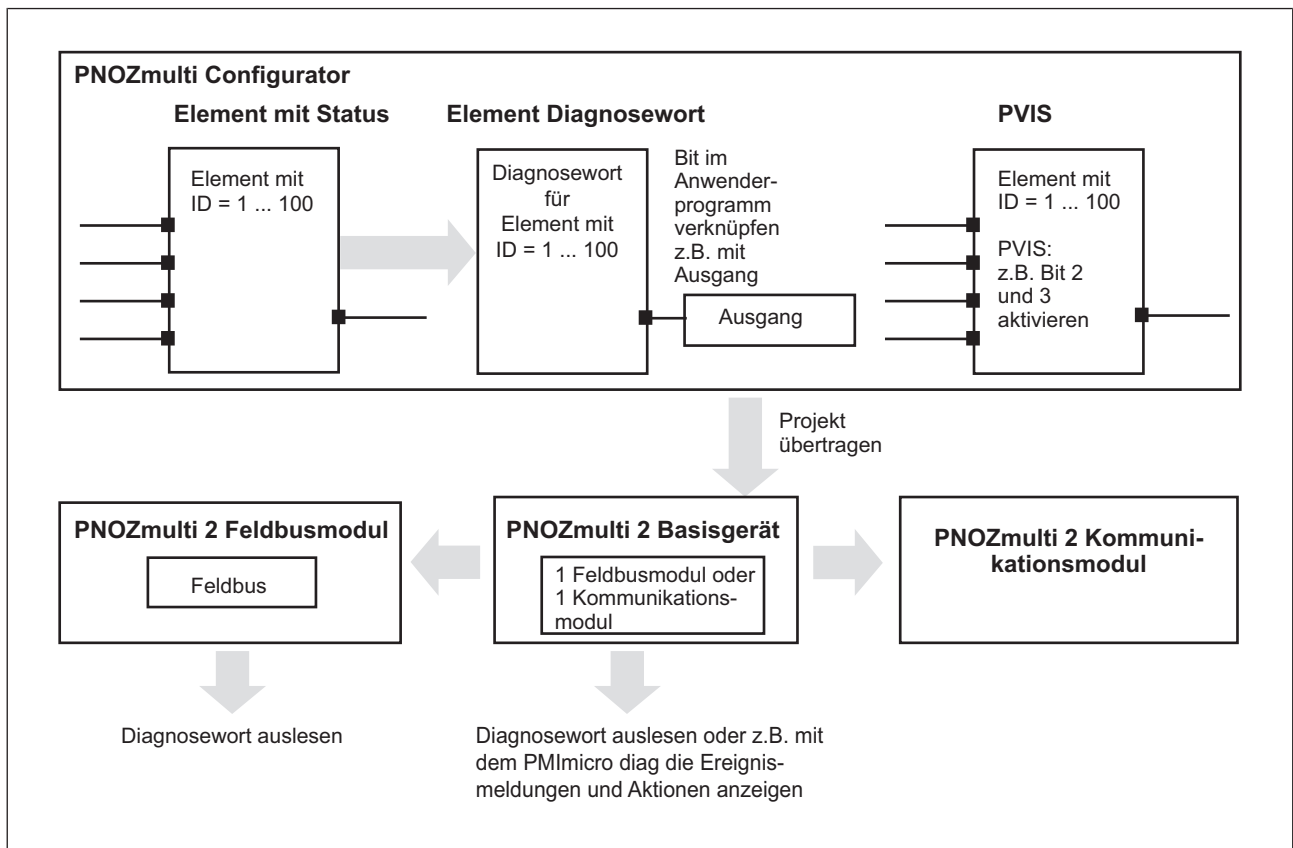 PNOZmulti Configurator
Element mit Status
Element mit
ID = 1 ... 100
Element Diagnosewort
Diagnosewort
für
Element mit
ID = 1 ... 100
Bit im
Anwender-
programm
verknüpfen
z.B. mit
Ausgang
Ausgang
PVIS
Element mit
ID = 1 ... 100
PVIS:
z.B. Bit 2
und 3
aktivieren
Projekt
übertragen
PNOZmulti 2 Feldbusmodul
Feldbus
PNOZmulti 2 Basisgerät
1 Feldbusmodul oder
1 Kommunikations-
modul
PNOZmulti 2 Kommuni-
kationsmodul
Diagnosewort auslesen
Diagnosewort auslesen oder z.B. mit
dem PMImicro diag die Ereignis-
meldungen und Aktionen anzeigen